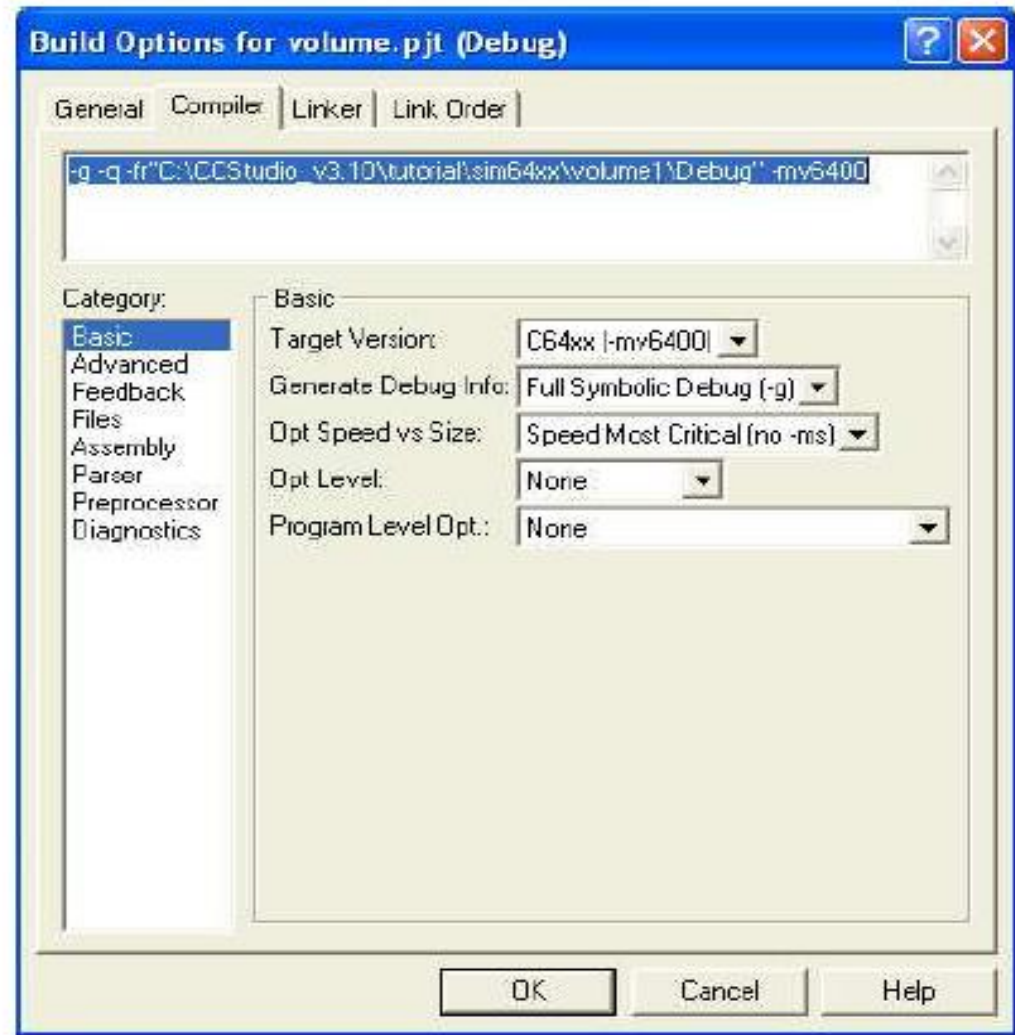 Build Options for volume.pjt (Debug)
General Compiler Linker Link Order
-g -q -fr"C:\CCStudio_v3.10\tutorial\sim64xx\volume1\Debug" -mv6400
Category:
Basic
Advanced
Feedback
Files
Assembly
Parser
Preprocessor
Diagnostics
Basic
Target Version: C64xx (-mv6400)
Generate Debug Info: Full Symbolic Debug (-g)
Opt Speed vs Size: Speed Most Critical (no -ms)
Opt Level: None
Program Level Opt.: None
OK Cancel Help